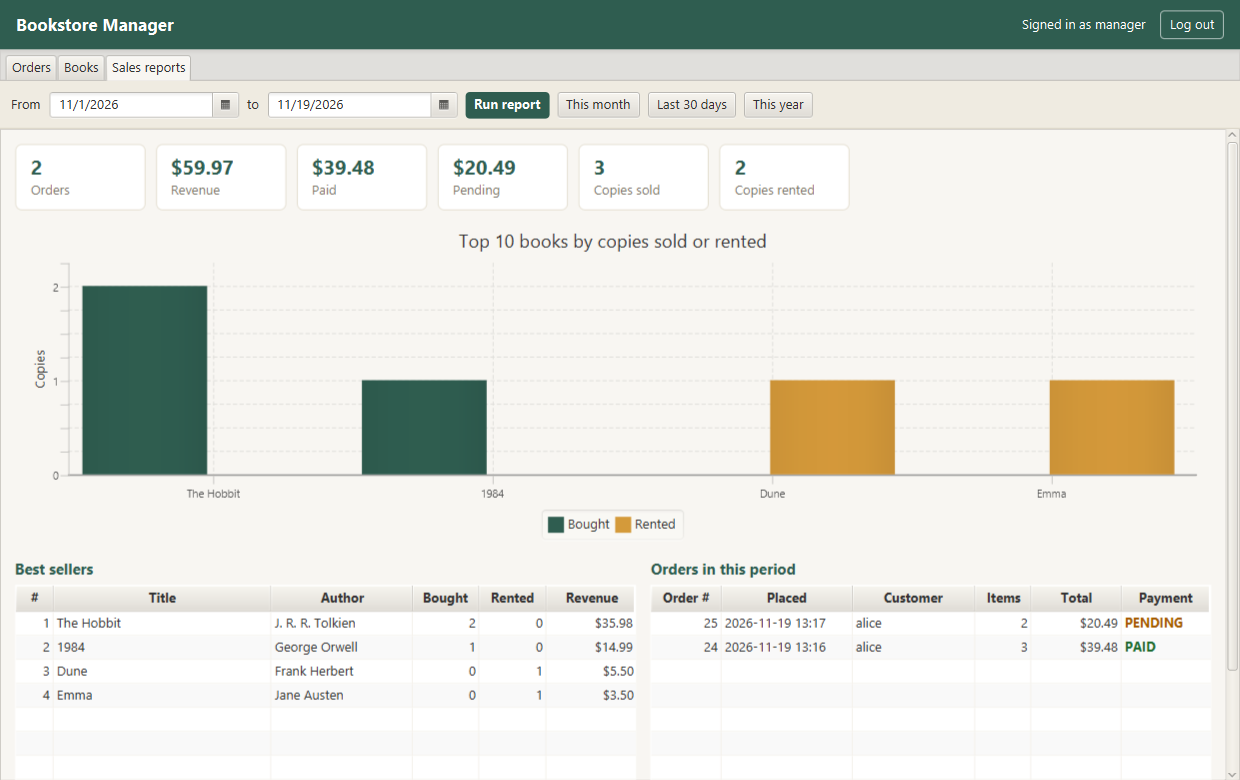 Bookstore Manager
Signed in as manager
Log out
Orders Books Sales reports
From 11/1/2026 to 11/19/2026 Run report This month Last 30 days This year
2 $59.97 $39.48 $20.49 3 2
Orders Revenue Paid Pending Copies sold Copies rented
Top 10 books by copies sold or rented
Copies
2
1
0
The Hobbit 1984 Dune Emma
Bought Rented
Best sellers
# Title Author Bought Rented Revenue
1 The Hobbit J. R. R. Tolkien 2 0 $35.98
2 1984 George Orwell 1 0 $14.99
3 Dune Frank Herbert 0 1 $5.50
4 Emma Jane Austen 0 1 $3.50
Orders in this period
Order # Placed Customer Items Total Payment
25 2026-11-19 13:17 alice 2 $20.49 PENDING
24 2026-11-19 13:16 alice 3 $39.48 PAID